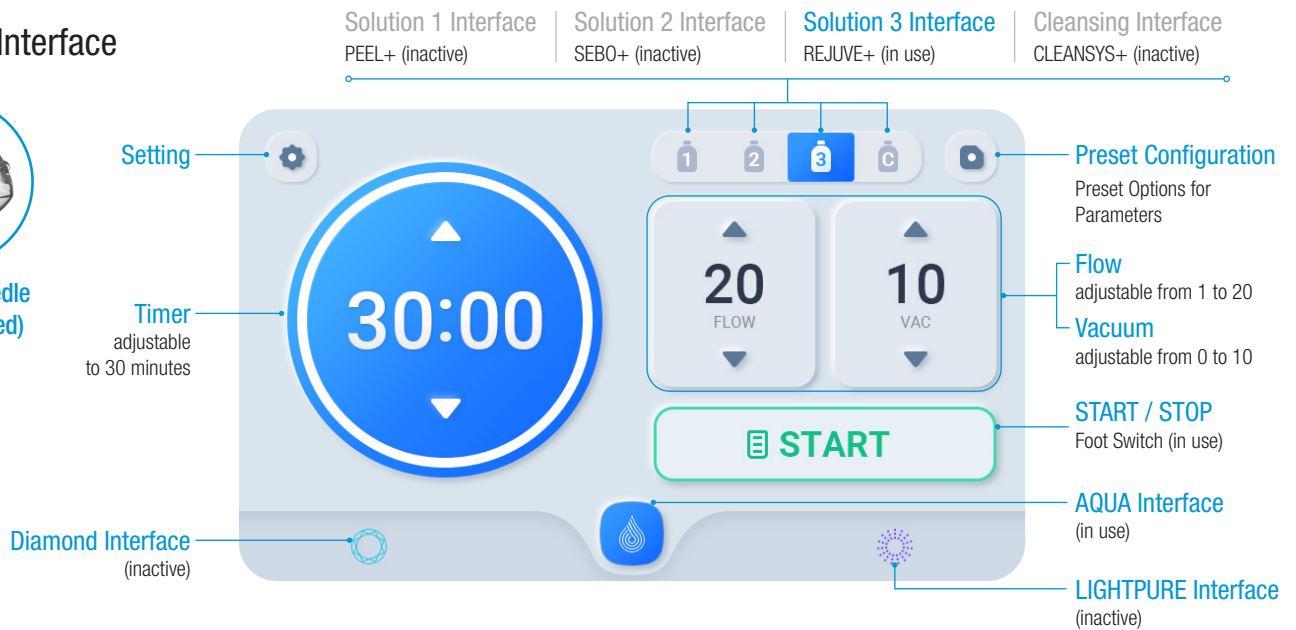 Interface
Solution 1 Interface
PEEL+ (inactive)
Solution 2 Interface
SEBO+ (inactive)
Solution 3 Interface
REJUVE+ (in use)
Cleansing Interface
CLEANSYS+ (inactive)
Setting
1
2
3
C
Preset Configuration
Preset Options for
Parameters
Timer
adjustable
to 30 minutes
30:00
20
FLOW
10
VAC
Flow
adjustable from 1 to 20
Vacuum
adjustable from 0 to 10
START
START / STOP
Foot Switch (in use)
AQUA Interface
(in use)
Diamond Interface
(inactive)
LIGHTPURE Interface
(inactive)